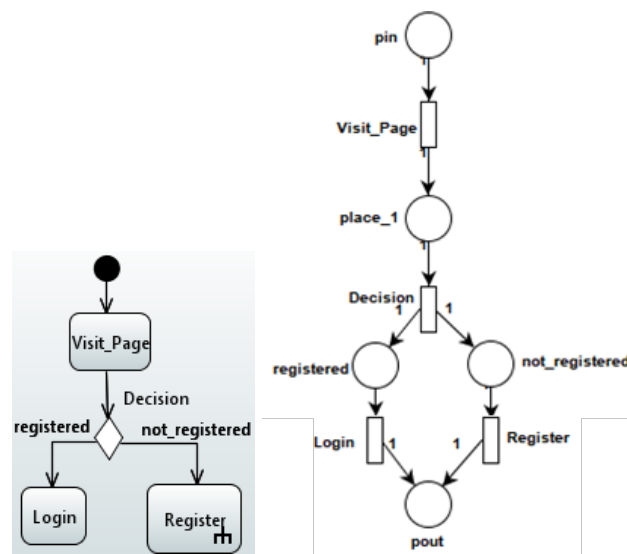 Visit_Page
Decision
registered
not_registered
Login
Register
pin
1
Visit_Page
1
place_1
1
Decision
1
1
registered
not_registered
Login
1
1
Register
pout